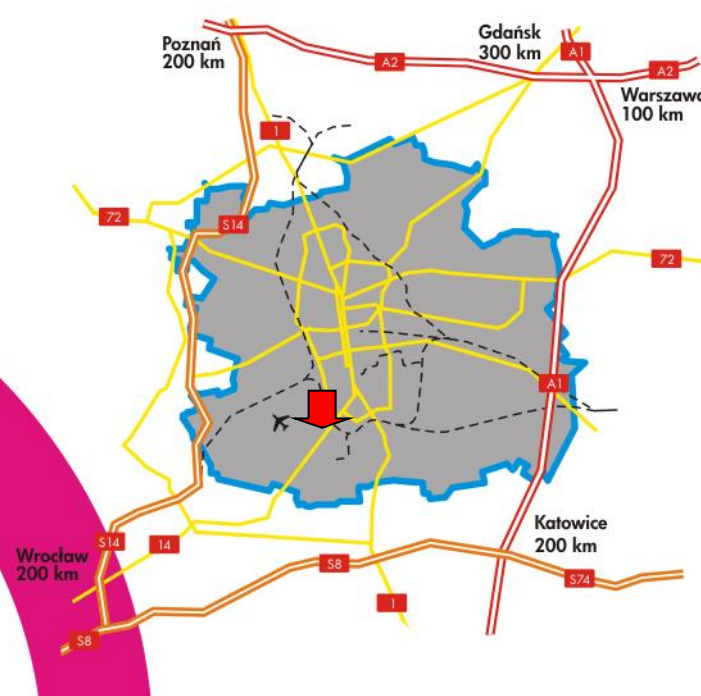 Poznań
200 km
Gdańsk
300 km
A1
A2
A2
Warszawa
100 km
1
72
S14
72
A1
Katowice
200 km
S14
14
Wrocław
200 km
S8
S74
1
S8